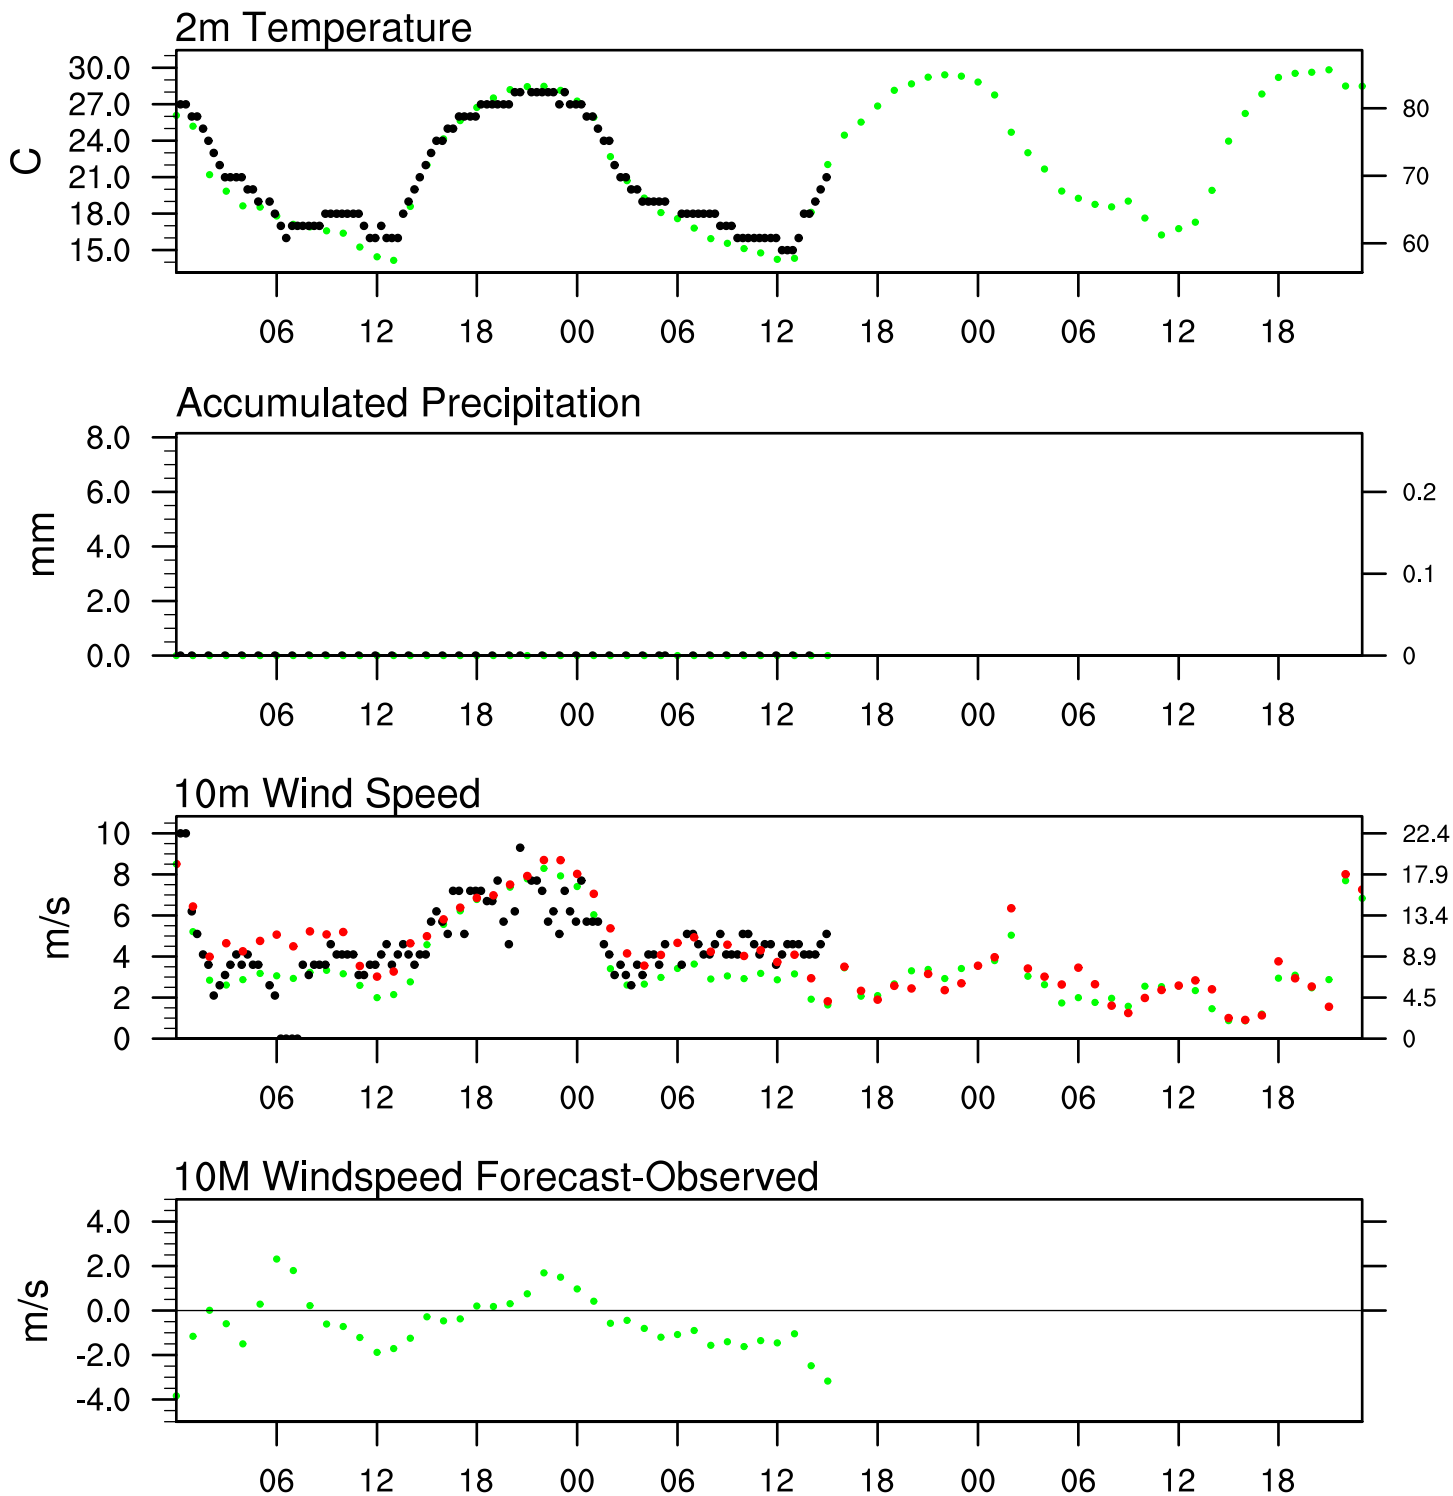 2m Temperature
30.0
27.0
24.0
21.0
18.0
15.0
C
80
70
60
06 12 18 00 06 12 18 00 06 12 18
Accumulated Precipitation
8.0
6.0
4.0
2.0
0.0
mm
0.2
0.1
0
06 12 18 00 06 12 18 00 06 12 18
10m Wind Speed
10
8
6
4
2
0
m/s
22.4
17.9
13.4
8.9
4.5
0
06 12 18 00 06 12 18 00 06 12 18
10M Windspeed Forecast-Observed
4.0
2.0
0.0
-2.0
-4.0
m/s
06 12 18 00 06 12 18 00 06 12 18